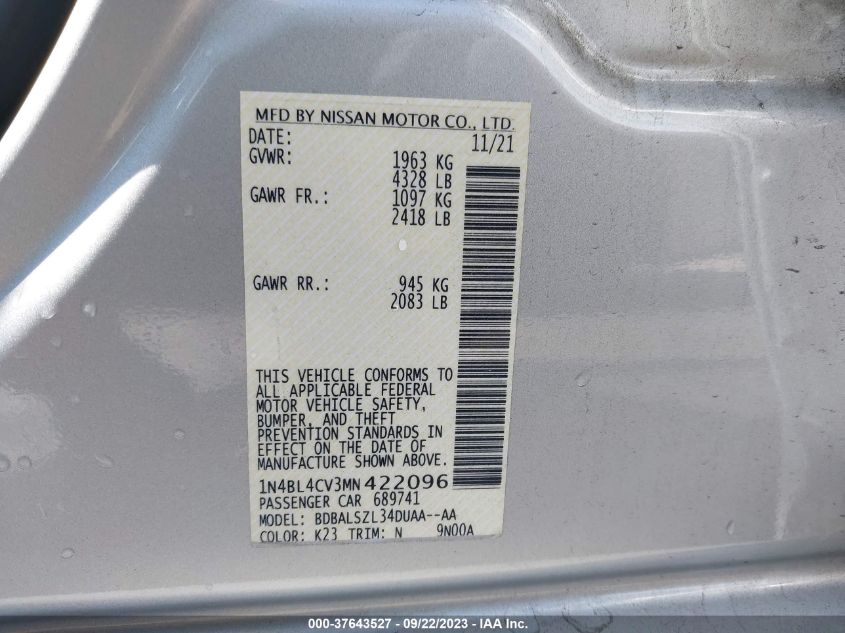 MFD BY NISSAN MOTOR CO., LTD.
DATE: 11/21
GVWR: 1963 KG
4328 LB
GAWR FR.: 1097 KG
2418 LB
GAWR RR.: 945 KG
2083 LB
THIS VEHICLE CONFORMS TO
ALL APPLICABLE FEDERAL
MOTOR VEHICLE SAFETY,
BUMPER, AND THEFT
PREVENTION STANDARDS IN
EFFECT ON THE DATE OF
MANUFACTURE SHOWN ABOVE.
1N4BL4CV3MN422096
PASSENGER CAR 689741
MODEL: BDBALSZL34DUAA--AA
COLOR: K23 TRIM: N 9N00A
000-37643527 - 09/22/2023 - IAA Inc.